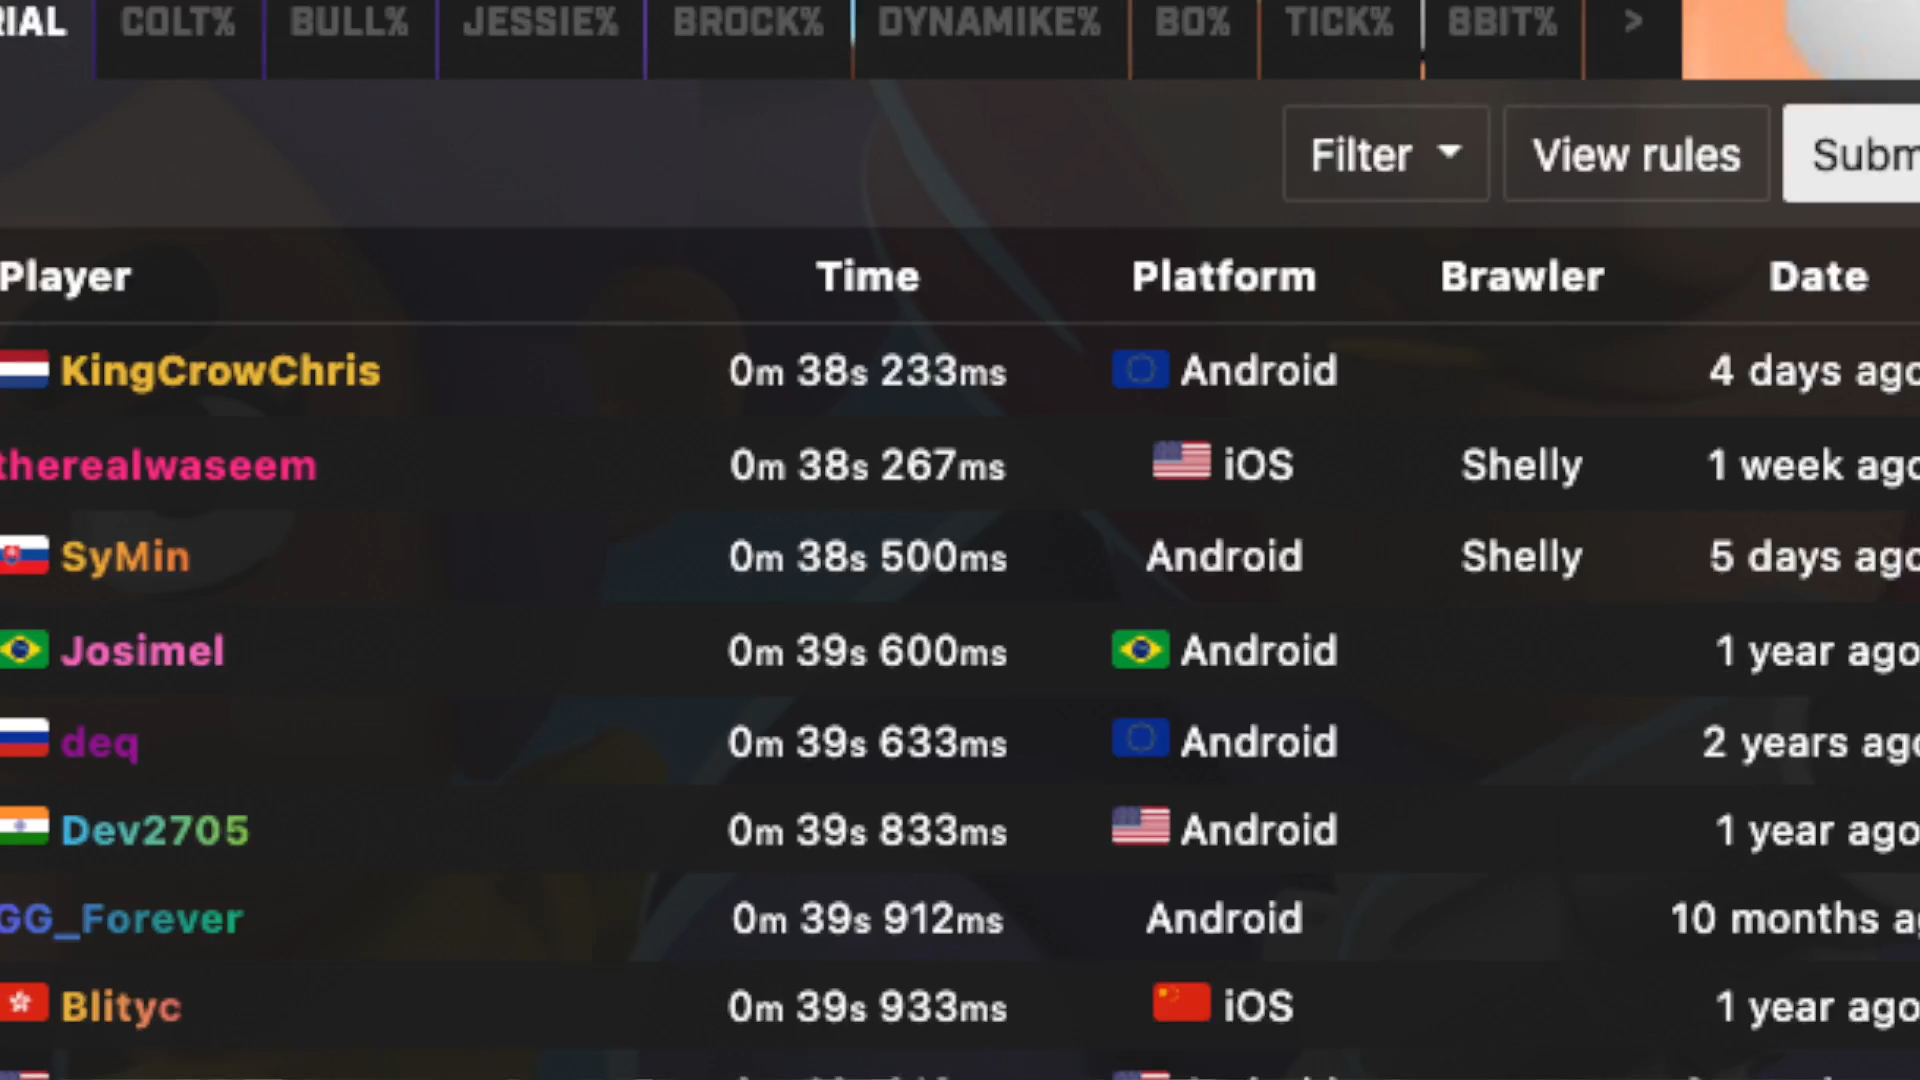 RIAL COLT% BULL% JESSIE% BROCK% DYNAMIKE% BO% TICK% 8BIT% >
Filter View rules Subm
Player Time Platform Brawler Date
KingCrowChris 0m 38s 233ms Android 4 days ago
therealwaseem 0m 38s 267ms iOS Shelly 1 week ago
SyMin 0m 38s 500ms Android Shelly 5 days ago
Josimel 0m 39s 600ms Android 1 year ago
deq 0m 39s 633ms Android 2 years ago
Dev2705 0m 39s 833ms Android 1 year ago
GG_Forever 0m 39s 912ms Android 10 months ag
Blityc 0m 39s 933ms iOS 1 year ago